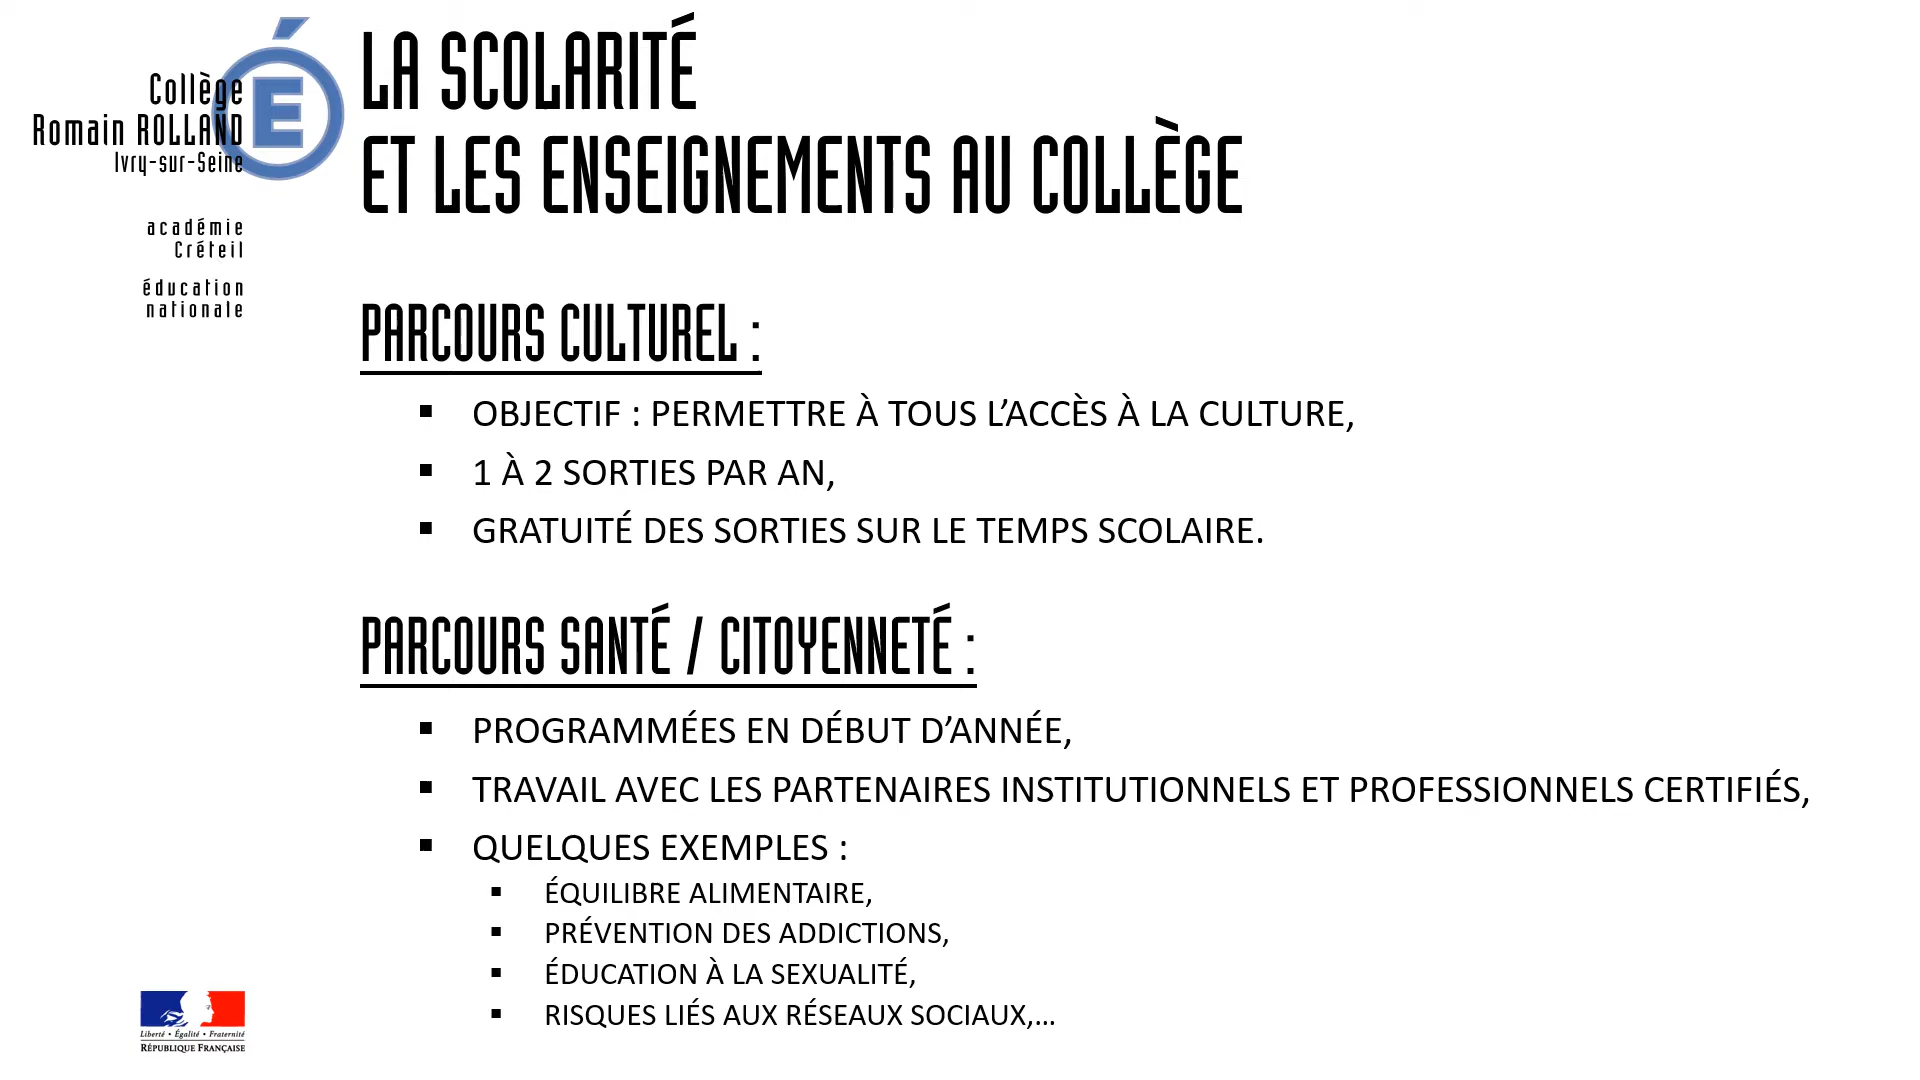 Collège
Romain ROLLAND
Ivry-sur-Seine
académie
Créteil
éducation
nationale
É
LA SCOLARITÉ
ET LES ENSEIGNEMENTS AU COLLÈGE
PARCOURS CULTUREL :
▪ OBJECTIF : PERMETTRE À TOUS L’ACCÈS À LA CULTURE,
▪ 1 À 2 SORTIES PAR AN,
▪ GRATUITÉ DES SORTIES SUR LE TEMPS SCOLAIRE.
PARCOURS SANTÉ / CITOYENNETÉ :
▪ PROGRAMMÉES EN DÉBUT D’ANNÉE,
▪ TRAVAIL AVEC LES PARTENAIRES INSTITUTIONNELS ET PROFESSIONNELS CERTIFIÉS,
▪ QUELQUES EXEMPLES :
▪ ÉQUILIBRE ALIMENTAIRE,
▪ PRÉVENTION DES ADDICTIONS,
▪ ÉDUCATION À LA SEXUALITÉ,
▪ RISQUES LIÉS AUX RÉSEAUX SOCIAUX,…
Liberté • Égalité • Fraternité
RÉPUBLIQUE FRANÇAISE